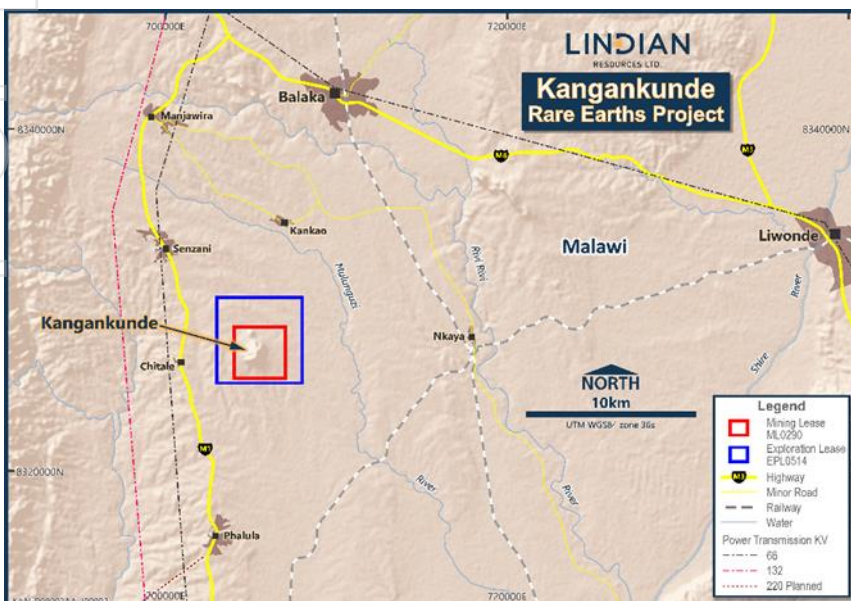 700000E
720000E
LINDIAN
RESOURCES LTD.
Kangankunde
Rare Earths Project
Balaka
Manjawira
8340000N
8340000N
M8
Kankao
Senzani
Malawi
Liwonde
Rivi Rivi
River
Mulunguzi
Kangankunde
Nkaya
Chitale
Shire
NORTH
10km
UTM WGS84 zone 36s
M1
8320000N
River
River
Phalula
700000E
720000E
Legend
Mining Lease
ML0290
Exploration Lease
EPL0514
Highway
Minor Road
Railway
Water
Power Transmission KV
66
132
220 Planned